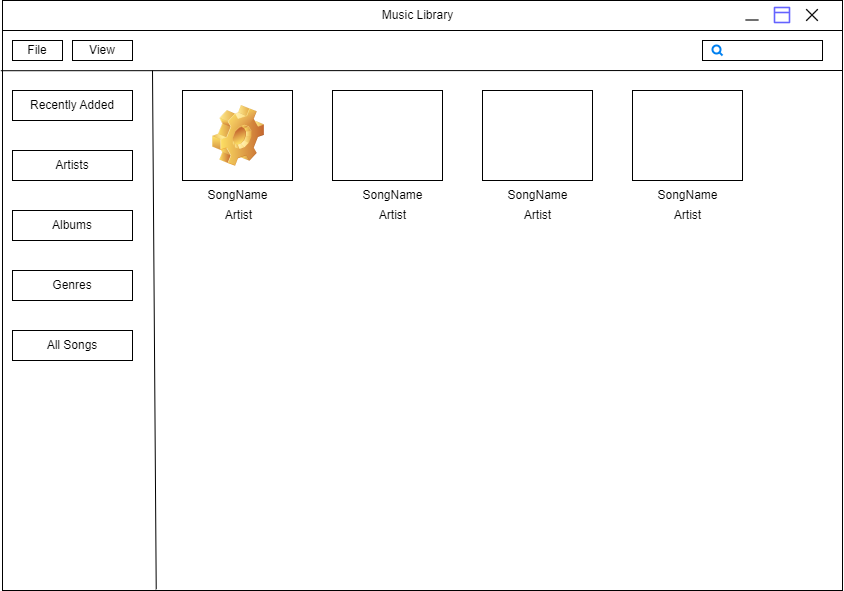 Music Library
File
View
Recently Added
Artists
Albums
Genres
All Songs
SongName
Artist
SongName
Artist
SongName
Artist
SongName
Artist